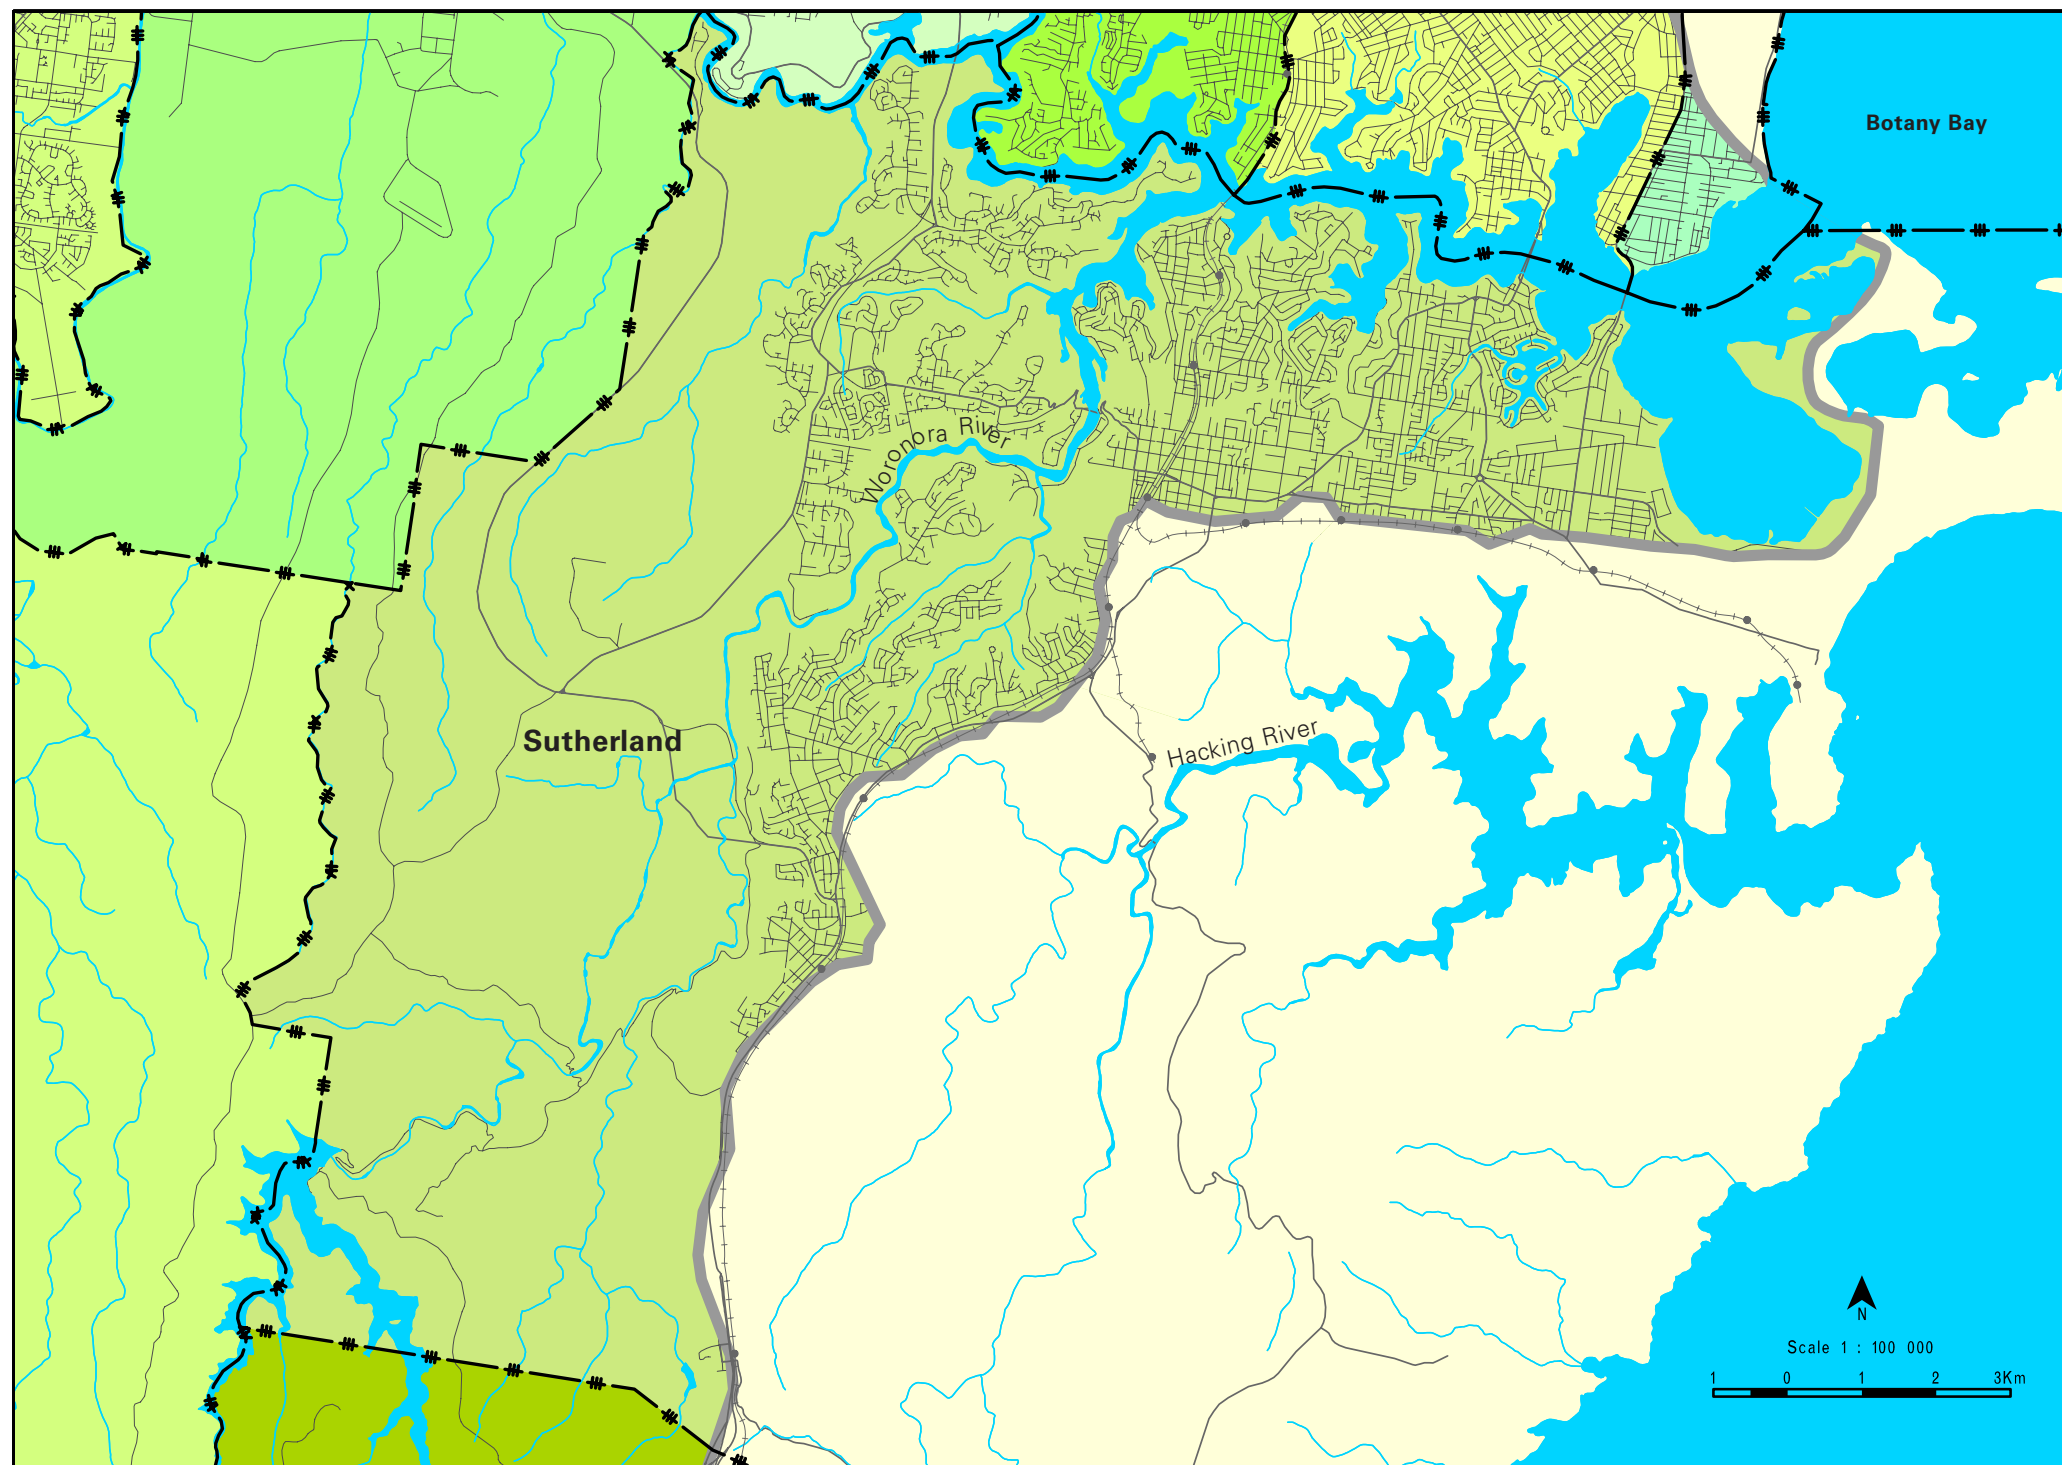 Botany Bay
Woronora River
Sutherland
Hacking River
N
Scale 1 : 100 000
1 0 1 2 3Km